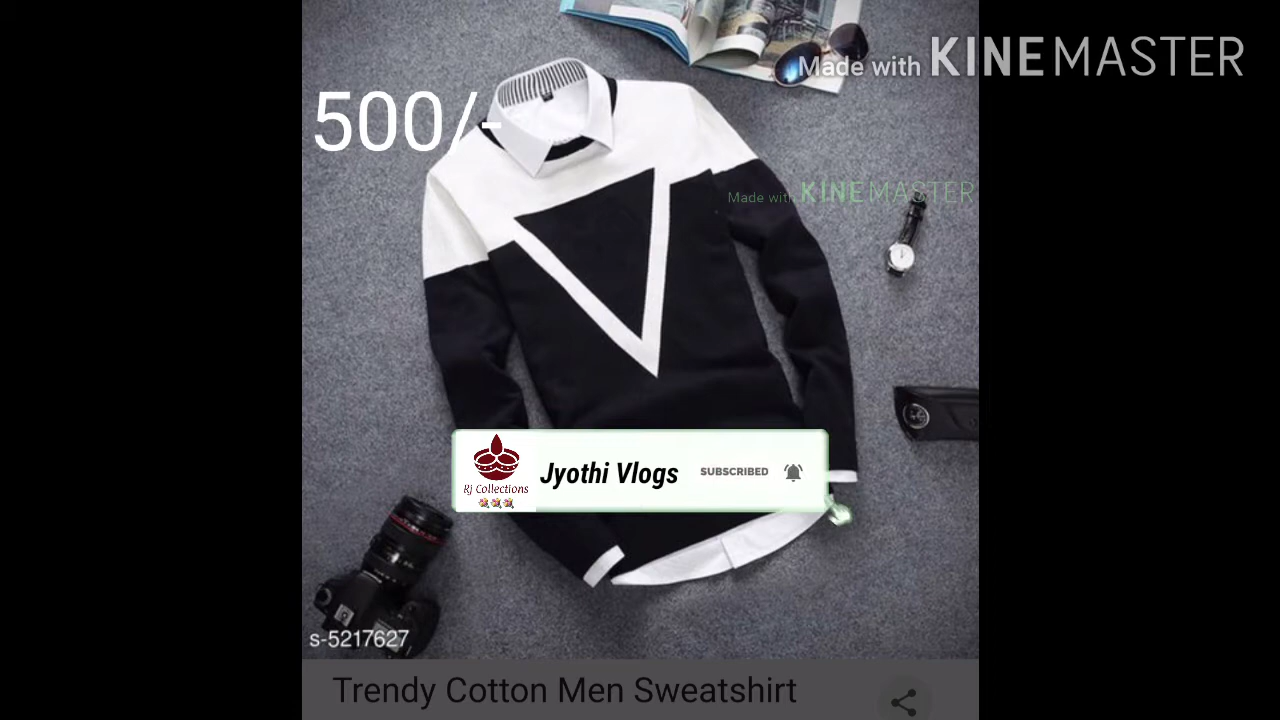 Made with KINEMASTER
500/-
Made with KINEMASTER
Jyothi Vlogs
SUBSCRIBED
Rj Collections
s-5217627
Trendy Cotton Men Sweatshirt